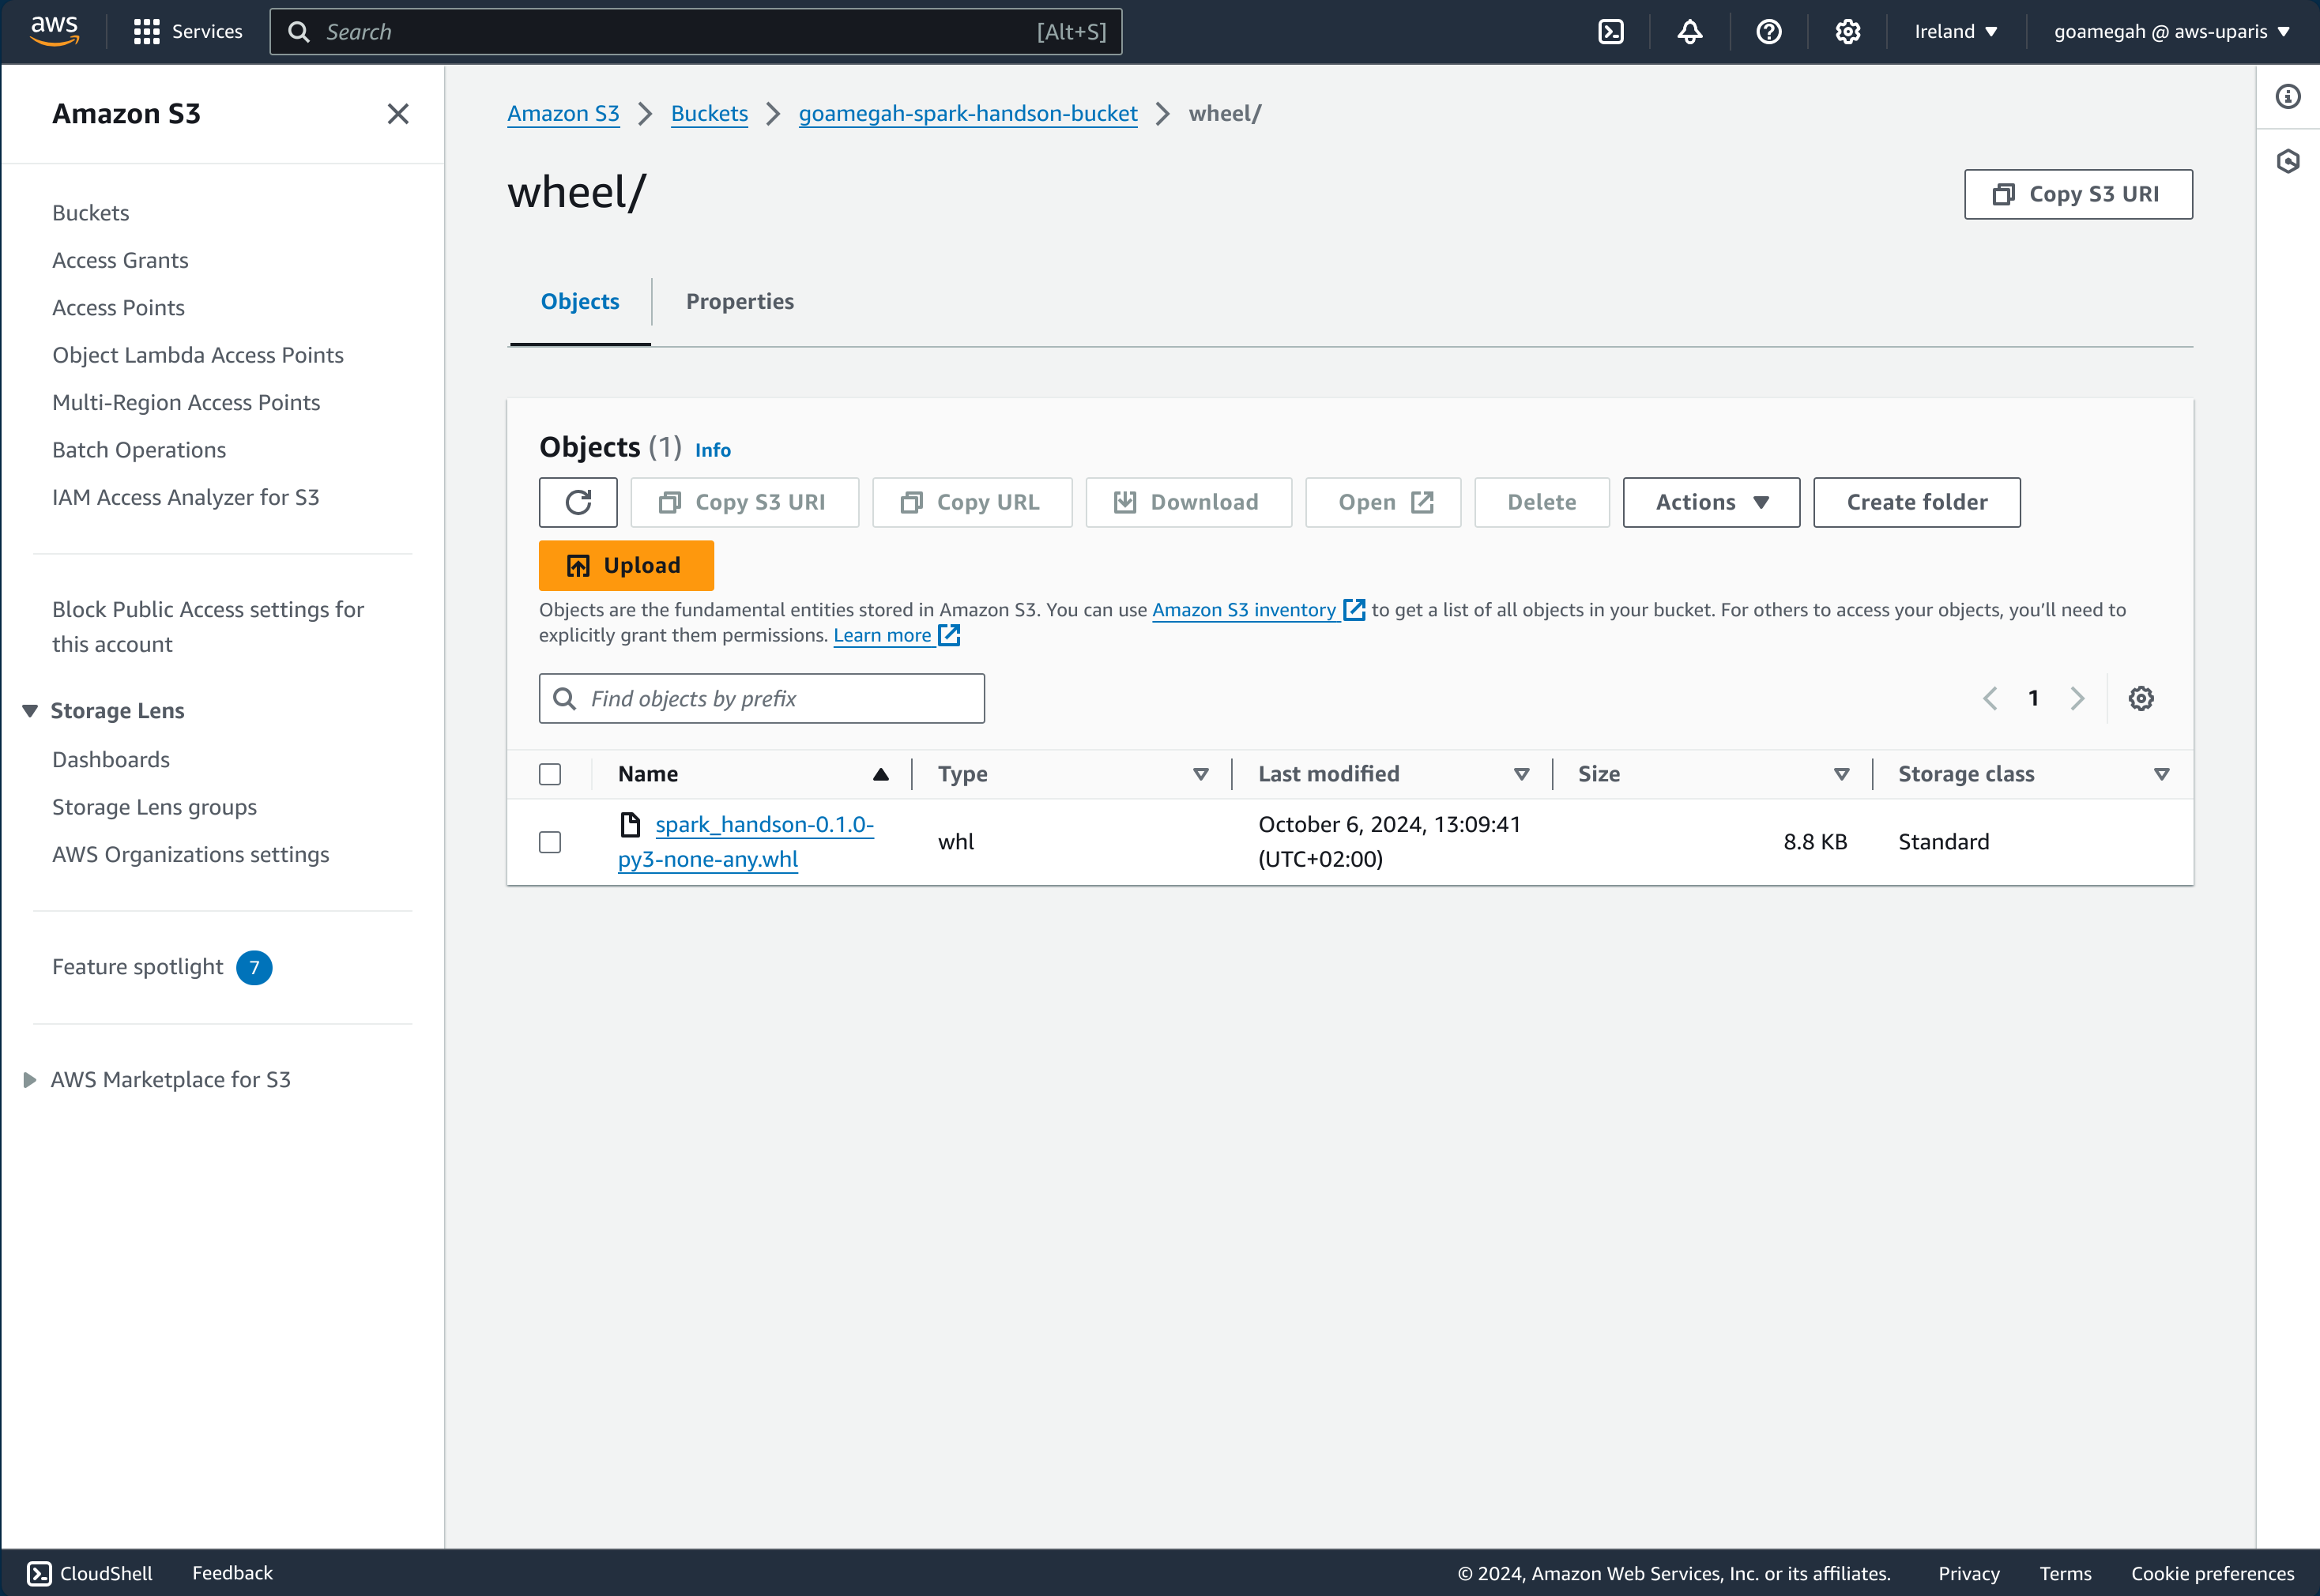 aws
Services
Search
[Alt+S]
Ireland
goamegah @ aws-uparis
Amazon S3
Buckets
Access Grants
Access Points
Object Lambda Access Points
Multi-Region Access Points
Batch Operations
IAM Access Analyzer for S3
Block Public Access settings for
this account
Storage Lens
Dashboards
Storage Lens groups
AWS Organizations settings
Feature spotlight 7
AWS Marketplace for S3
Amazon S3 > Buckets > goamegah-spark-handson-bucket > wheel/
wheel/
Copy S3 URI
Objects
Properties
Objects (1) Info
Copy S3 URI
Copy URL
Download
Open
Delete
Actions
Create folder
Upload
Objects are the fundamental entities stored in Amazon S3. You can use Amazon S3 inventory to get a list of all objects in your bucket. For others to access your objects, you’ll need to
explicitly grant them permissions. Learn more
Find objects by prefix
1
Name
Type
Last modified
Size
Storage class
spark_handson-0.1.0-
py3-none-any.whl
whl
October 6, 2024, 13:09:41
(UTC+02:00)
8.8 KB
Standard
CloudShell
Feedback
© 2024, Amazon Web Services, Inc. or its affiliates.
Privacy
Terms
Cookie preferences